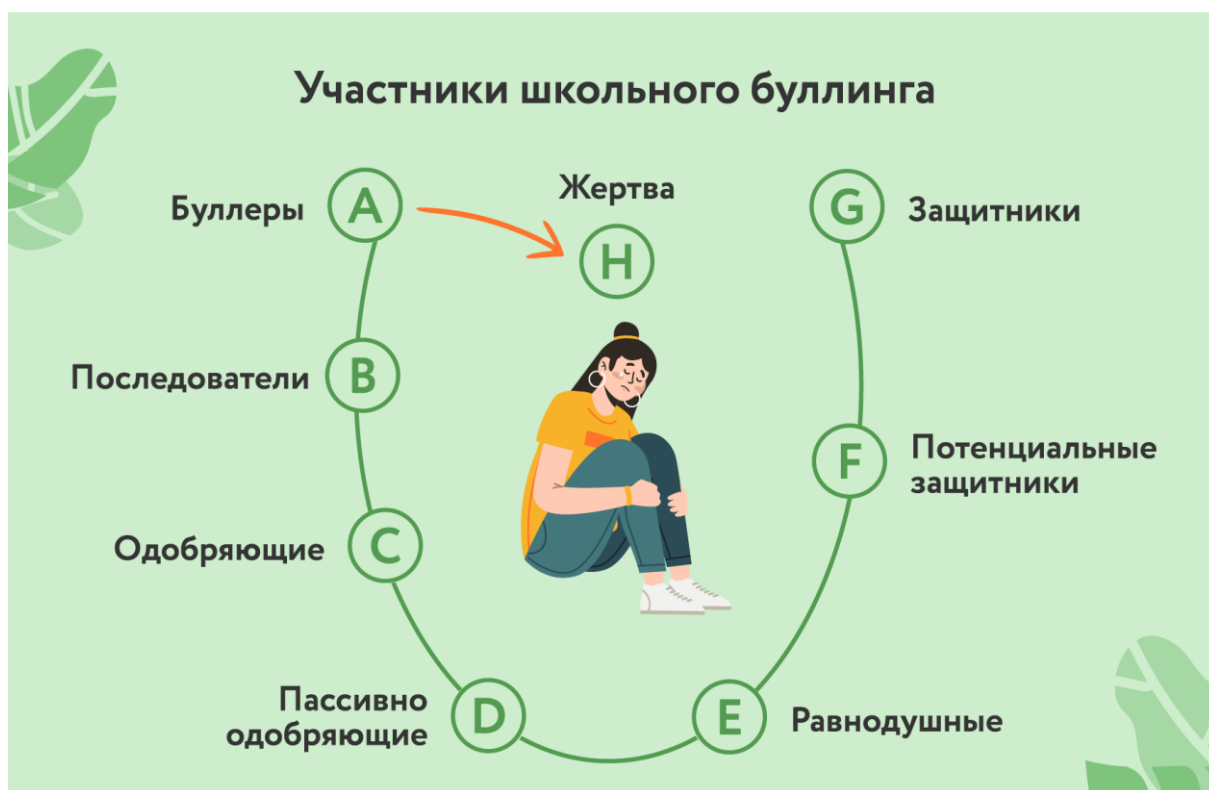 Участники школьного буллинга
Жертва
Буллеры
A
H
G
Защитники
Последователи
B
Потенциальные
защитники
F
Одобряющие
C
Пассивно
одобряющие
D
E
Равнодушные